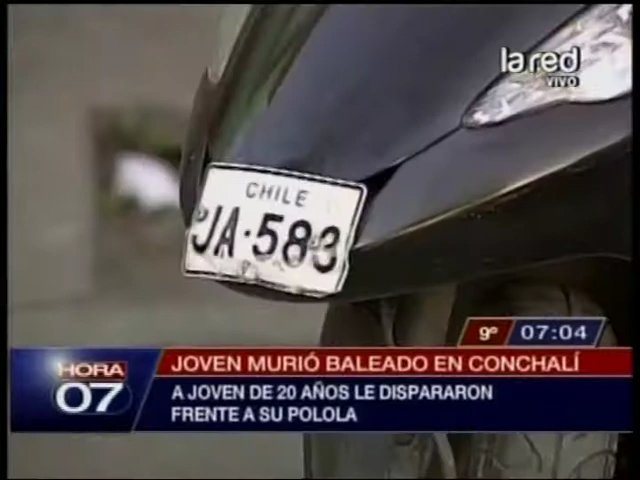 la red
VIVO
CHILE
JA·583
9º 07:04
HORA
07
JOVEN MURIÓ BALEADO EN CONCHALÍ
A JOVEN DE 20 AÑOS LE DISPARARON
FRENTE A SU POLOLA